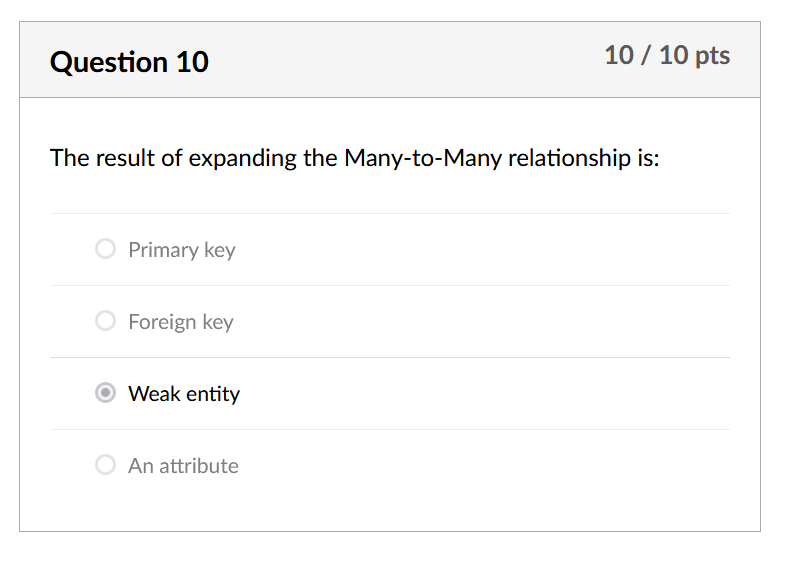 Question 10
10 / 10 pts
The result of expanding the Many-to-Many relationship is:
Primary key
Foreign key
Weak entity
An attribute